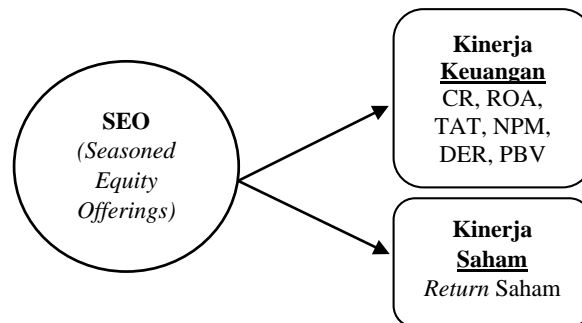 SEO
(Seasoned
Equity
Offerings)
Kinerja
Keuangan
CR, ROA,
TAT, NPM,
DER, PBV
Kinerja
Saham
Return Saham